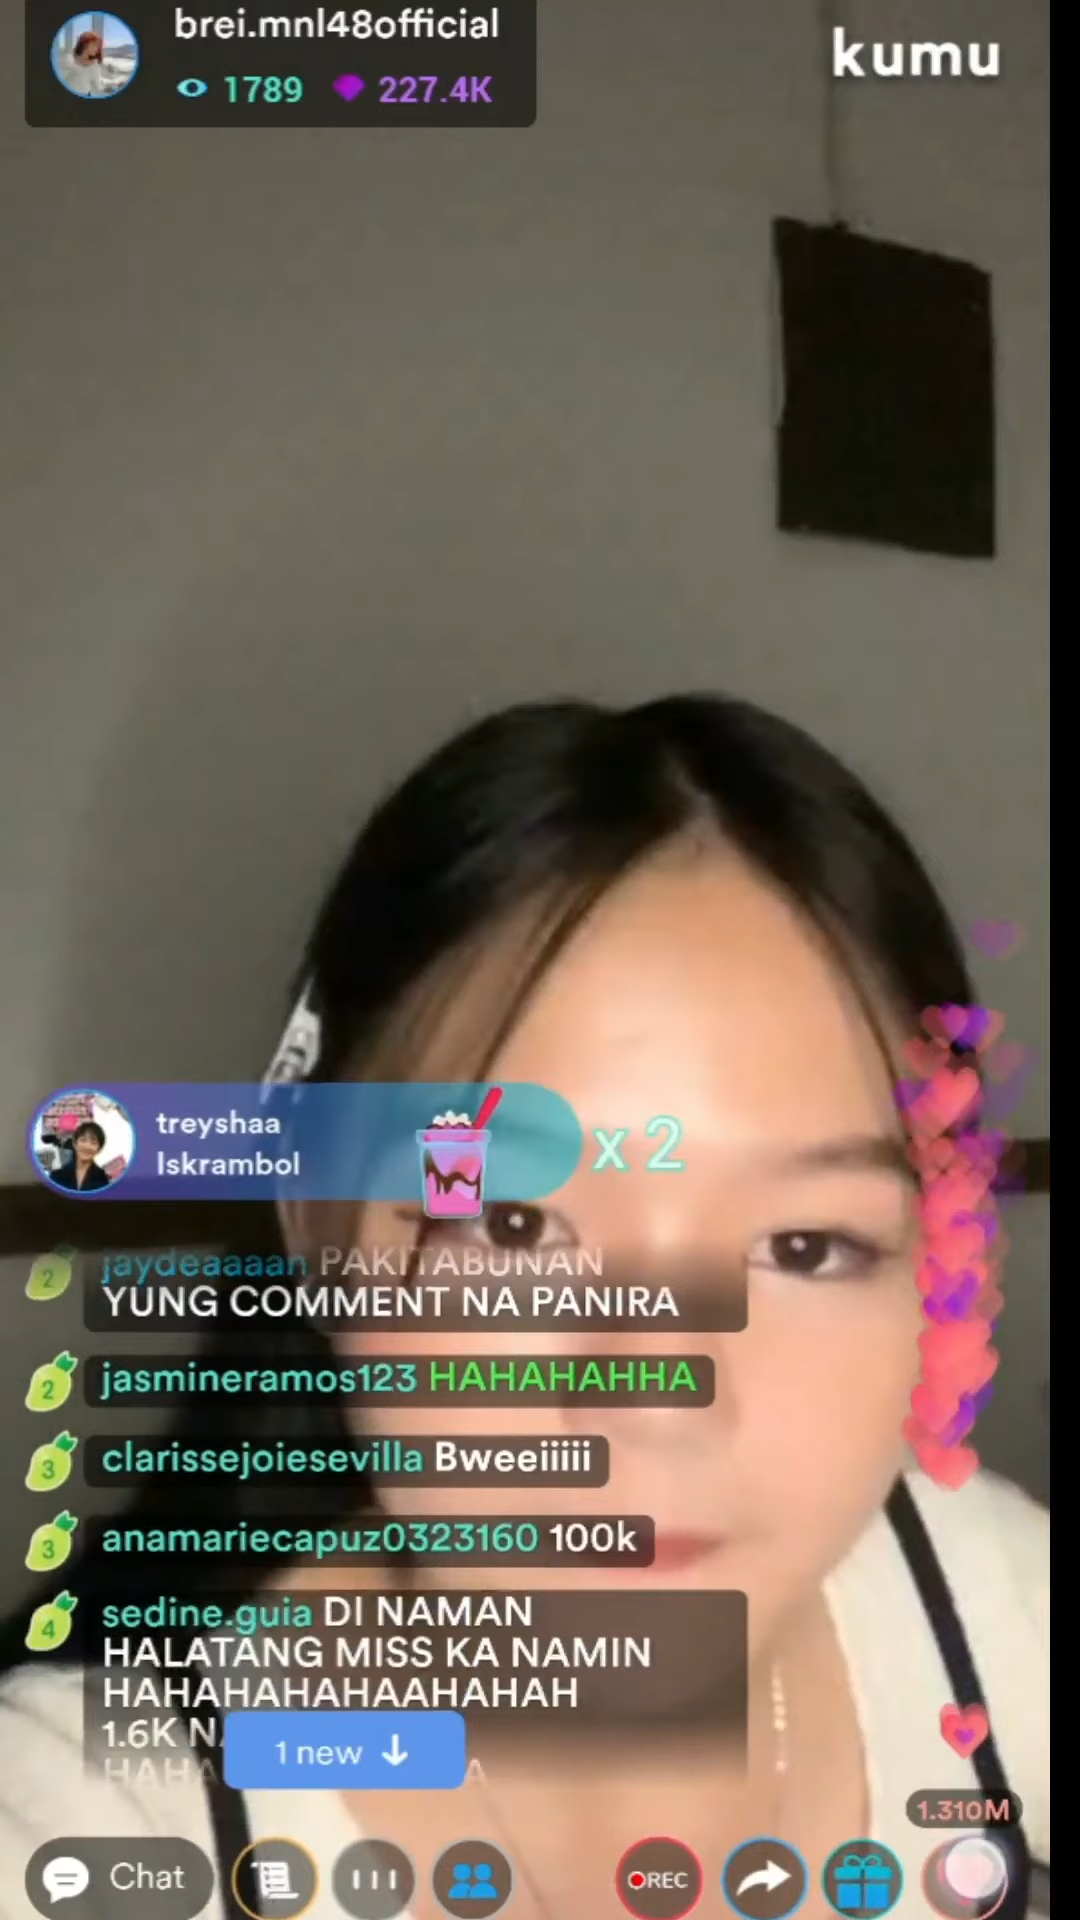 brei.mnl48official
kumu
1789 227.4K
treyshaa
Iskrambol
x 2
2 jaydeaaaan PAKITABUNAN
YUNG COMMENT NA PANIRA
2 jasmineramos123 HAHAHAHHA
3 clarissejoiesevilla Bweeiiiii
3 anamariecapuz0323160 100k
4 sedine.guia DI NAMAN
HALATANG MISS KA NAMIN
HAHAHAHAHAAHAHAH
1.6K
1 new
1.310M
Chat
REC